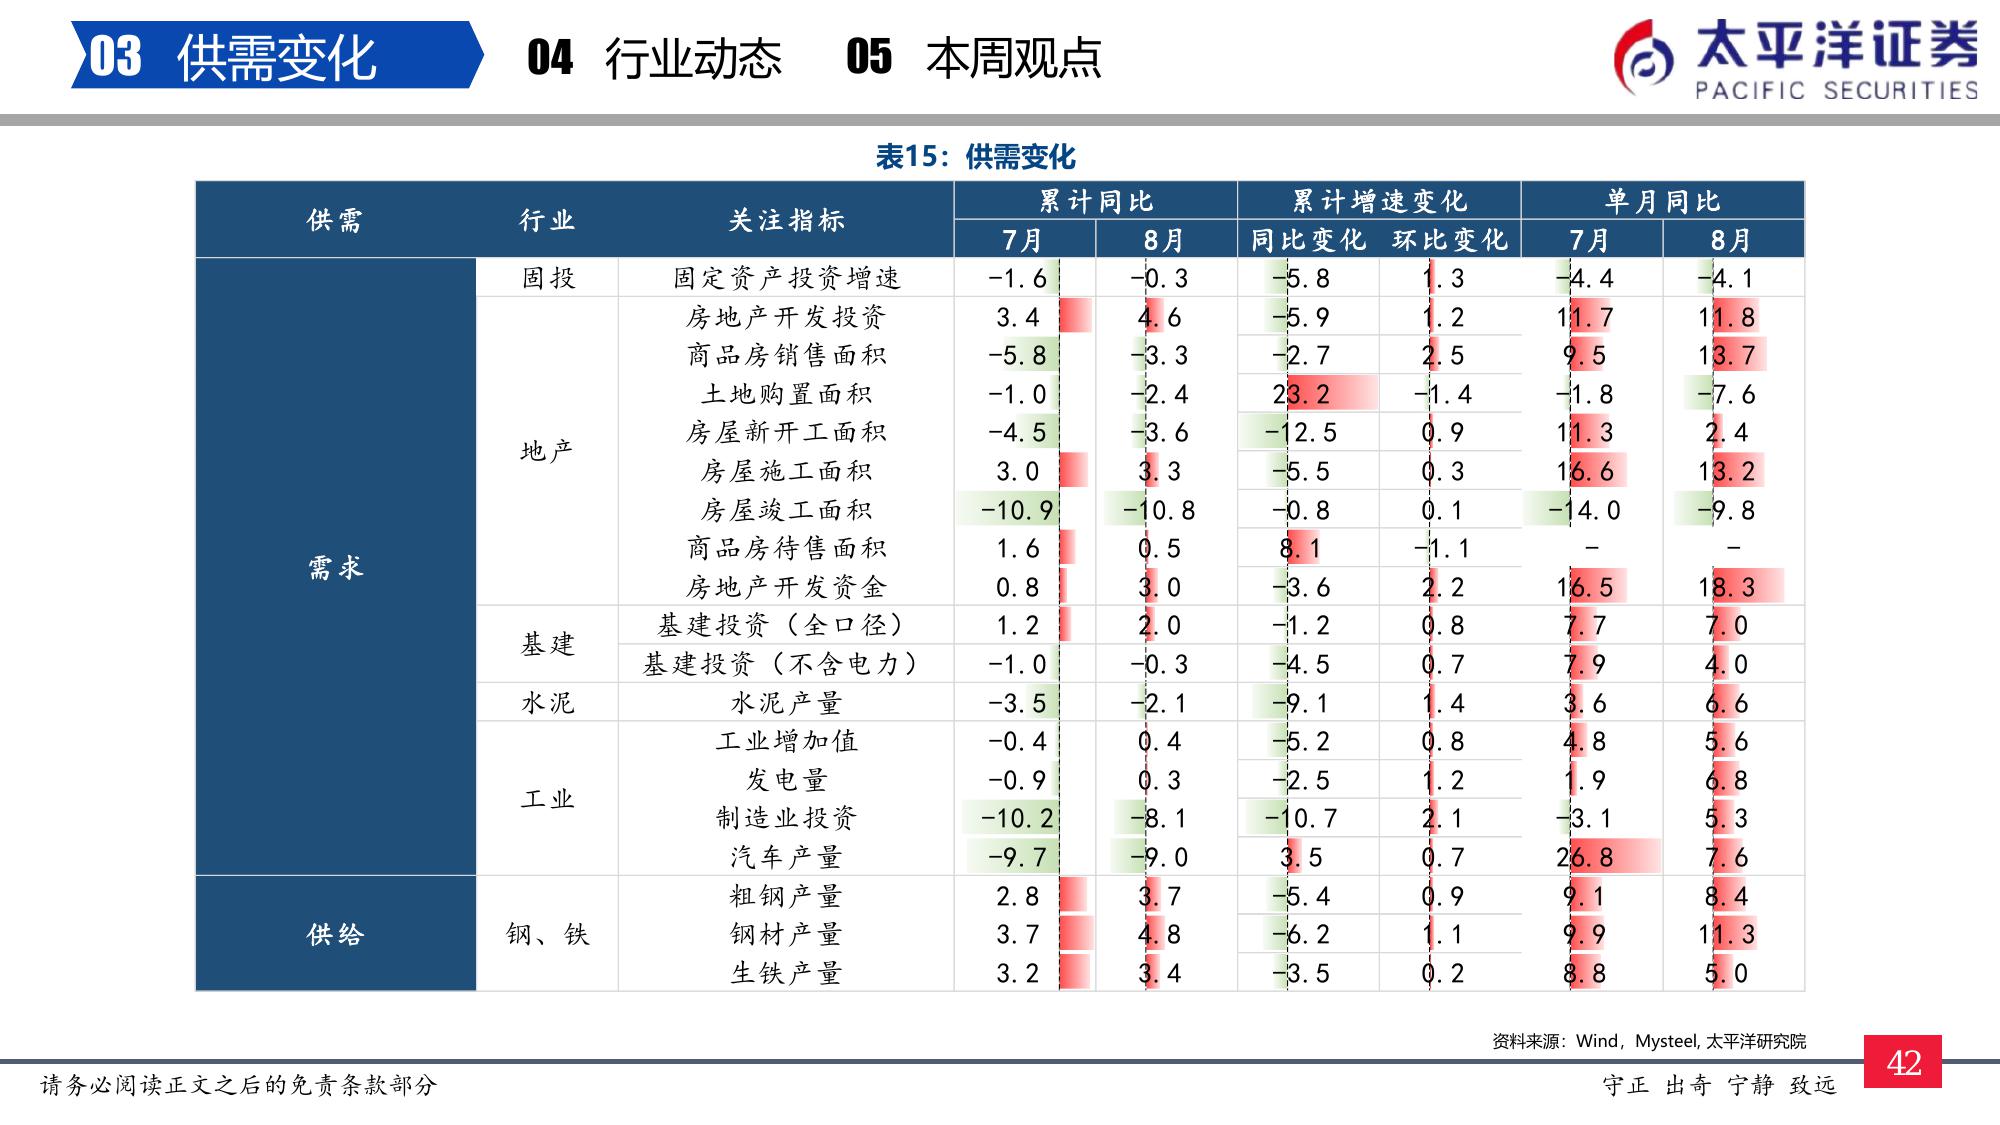 03 供需变化 04 行业动态 05 本周观点
太平洋证券
PACIFIC SECURITIES
表15：供需变化
供需 行业 关注指标 累计同比 累计增速变化 单月同比
7月 8月 同比变化 环比变化 7月 8月
需求
固投 固定资产投资增速 -1.6 -0.3 -5.8 1.3 -4.4 -4.1
地产
房地产开发投资 3.4 4.6 -5.9 1.2 11.7 11.8
商品房销售面积 -5.8 -3.3 -2.7 2.5 9.5 13.7
土地购置面积 -1.0 -2.4 23.2 -1.4 -1.8 -7.6
房屋新开工面积 -4.5 -3.6 -12.5 0.9 11.3 2.4
房屋施工面积 3.0 3.3 -5.5 0.3 16.6 13.2
房屋竣工面积 -10.9 -10.8 -0.8 0.1 -14.0 -9.8
商品房待售面积 1.6 0.5 8.1 -1.1 - -
房地产开发资金 0.8 3.0 -3.6 2.2 16.5 18.3
基建
基建投资（全口径） 1.2 2.0 -1.2 0.8 7.7 7.0
基建投资（不含电力） -1.0 -0.3 -4.5 0.7 7.9 4.0
水泥 水泥产量 -3.5 -2.1 -9.1 1.4 3.6 6.6
工业
工业增加值 -0.4 0.4 -5.2 0.8 4.8 5.6
发电量 -0.9 0.3 -2.5 1.2 1.9 6.8
制造业投资 -10.2 -8.1 -10.7 2.1 -3.1 5.3
汽车产量 -9.7 -9.0 3.5 0.7 26.8 7.6
供给
钢、铁
粗钢产量 2.8 3.7 -5.4 0.9 9.1 8.4
钢材产量 3.7 4.8 -6.2 1.1 9.9 11.3
生铁产量 3.2 3.4 -3.5 0.2 8.8 5.0
资料来源：Wind，Mysteel, 太平洋研究院
请务必阅读正文之后的免责条款部分
守正 出奇 宁静 致远
42